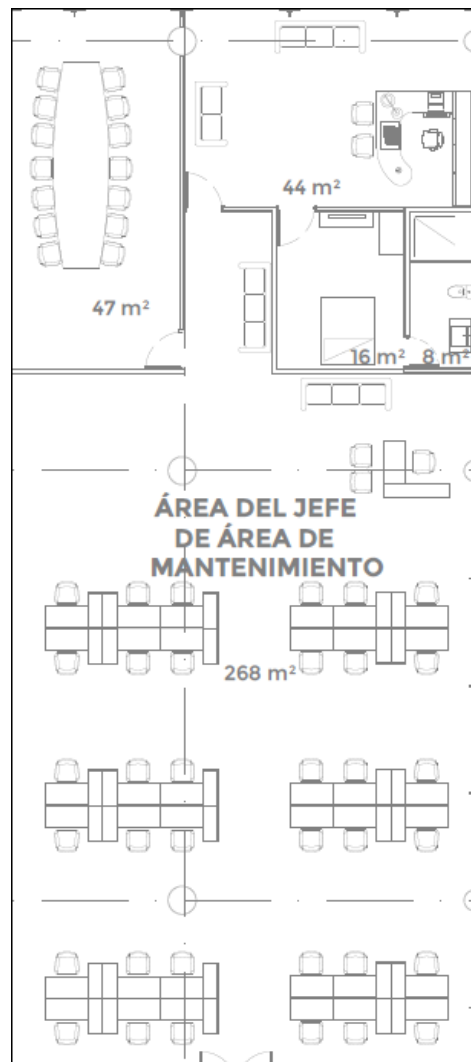 44 m²
47 m²
16 m²
8 m²
ÁREA DEL JEFE
DE ÁREA DE
MANTENIMIENTO
268 m²